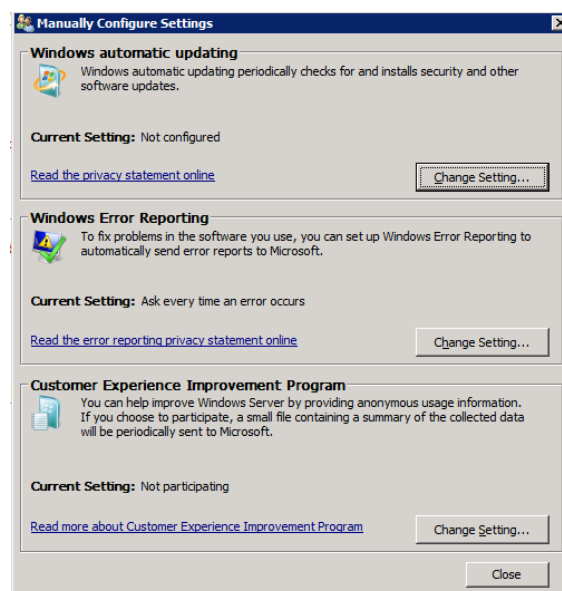 Manually Configure Settings
Windows automatic updating
Windows automatic updating periodically checks for and installs security and other
software updates.
Current Setting: Not configured
Read the privacy statement online
Change Setting...
Windows Error Reporting
To fix problems in the software you use, you can set up Windows Error Reporting to
automatically send error reports to Microsoft.
Current Setting: Ask every time an error occurs
Read the error reporting privacy statement online
Change Setting...
Customer Experience Improvement Program
You can help improve Windows Server by providing anonymous usage information.
If you choose to participate, a small file containing a summary of the collected data
will be periodically sent to Microsoft.
Current Setting: Not participating
Read more about Customer Experience Improvement Program
Change Setting...
Close